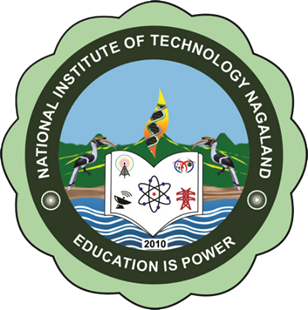 NATIONAL INSTITUTE OF TECHNOLOGY NAGALAND
2010
EDUCATION IS POWER